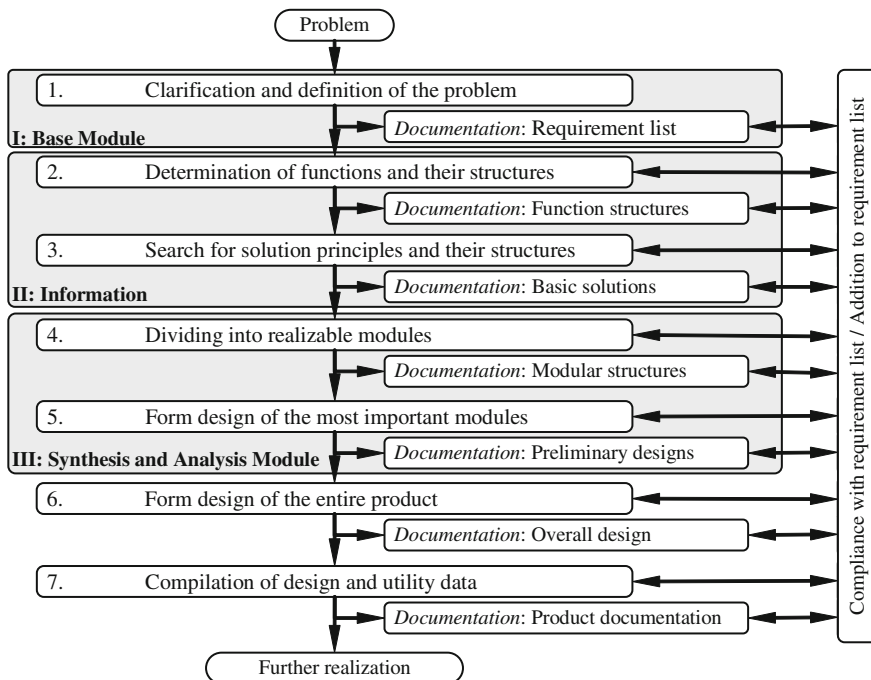 Problem
1. Clarification and definition of the problem
Documentation: Requirement list
I: Base Module
2. Determination of functions and their structures
Documentation: Function structures
3. Search for solution principles and their structures
Documentation: Basic solutions
II: Information
4. Dividing into realizable modules
Documentation: Modular structures
5. Form design of the most important modules
Documentation: Preliminary designs
III: Synthesis and Analysis Module
6. Form design of the entire product
Documentation: Overall design
7. Compilation of design and utility data
Documentation: Product documentation
Further realization
Compliance with requirement list / Addition to requirement list